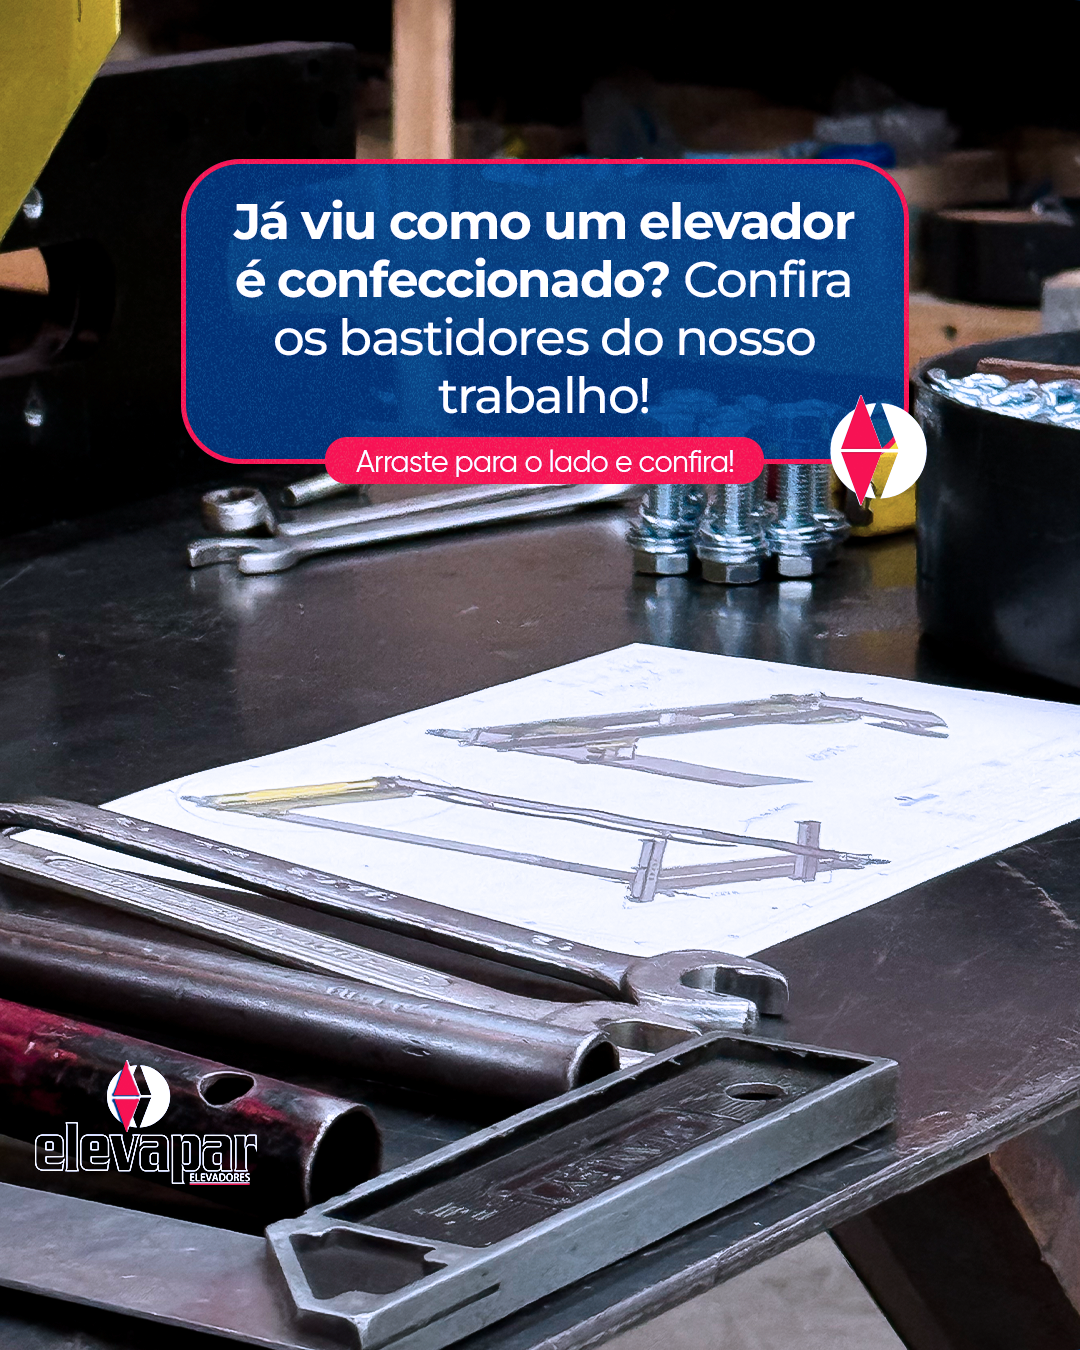 Já viu como um elevador
é confeccionado? Confira
os bastidores do nosso
trabalho!
Arraste para o lado e confira!
elevapar
ELEVADORES